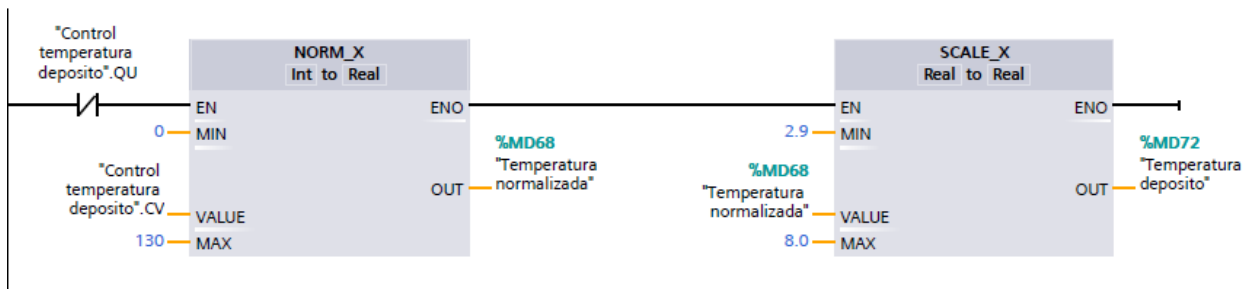 "Control
temperatura
deposito".QU
NORM_X
Int to Real
EN
ENO
0
MIN
%MD68
"Temperatura
normalizada"
OUT
"Control
temperatura
deposito".CV
VALUE
130
MAX
SCALE_X
Real to Real
EN
ENO
2.9
MIN
%MD72
"Temperatura
deposito"
OUT
%MD68
"Temperatura
normalizada"
VALUE
8.0
MAX